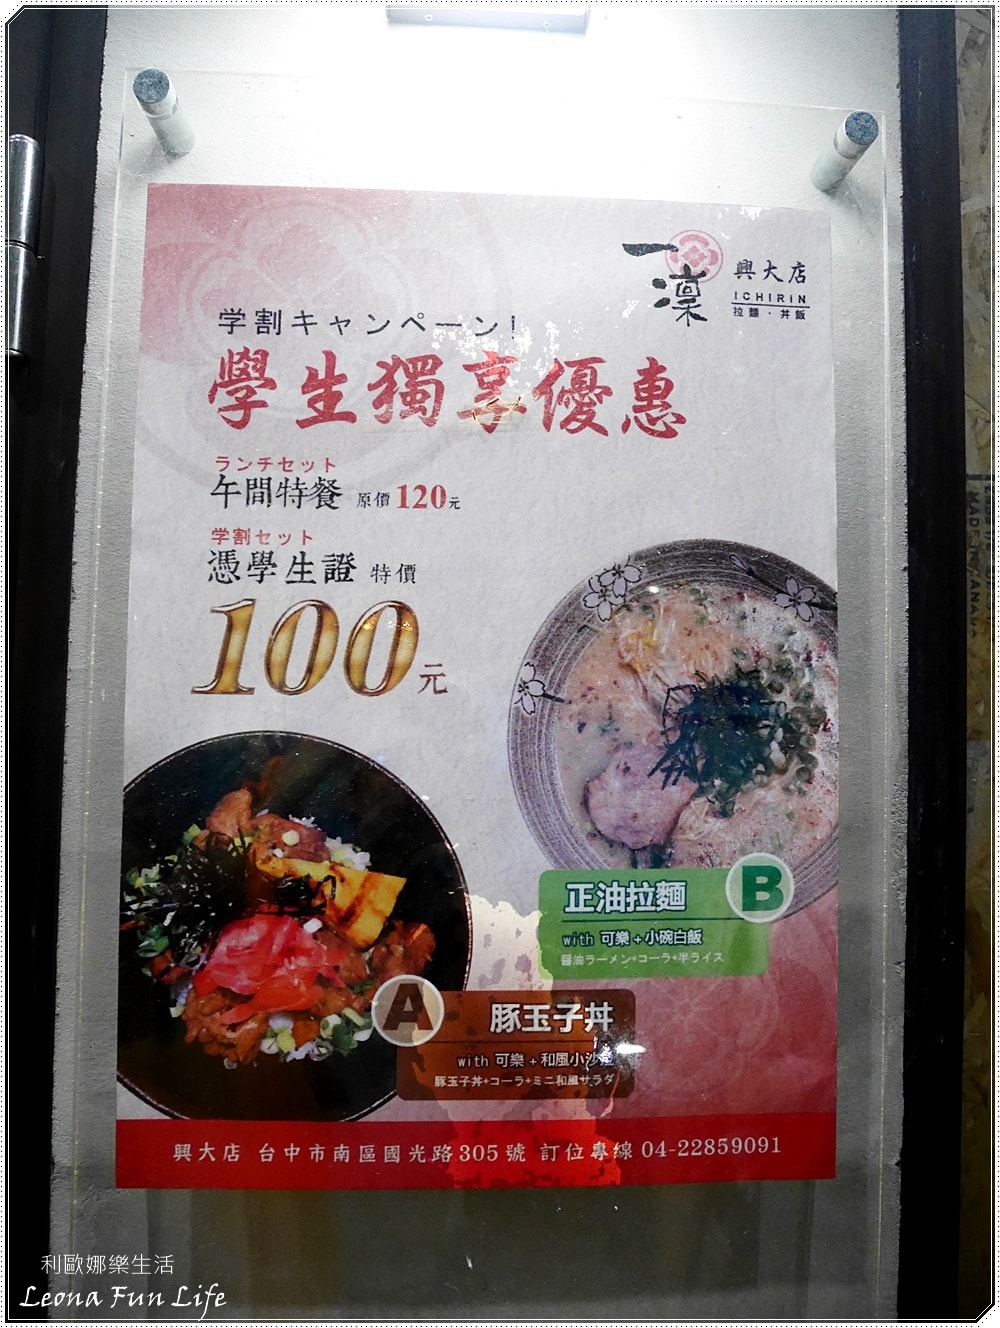 一凜
興大店
ICHIRIN
拉麵・丼飯
学割キャンペーン!
學生獨享優惠
ランチセット
午間特餐 原價120元
学割セット
憑學生證 特價
100元
B
正油拉麵
with 可樂+小碗白飯
醤油ラーメン+コーラ+半ライス
A
豚玉子丼
with 可樂+和風小沙
豚玉子丼+コーラ+ミニ和風サラダ
興大店 台中市南區國光路305號 訂位專線 04-22859091
利歐娜樂生活
Leona Fun Life